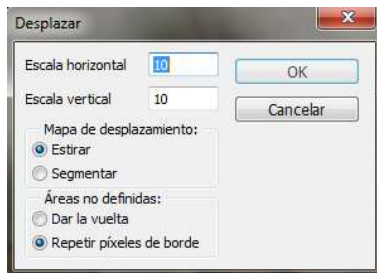 Desplazar
Escala horizontal 10 OK
Escala vertical 10 Cancelar
Mapa de desplazamiento:
Estirar
Segmentar
Áreas no definidas:
Dar la vuelta
Repetir píxeles de borde